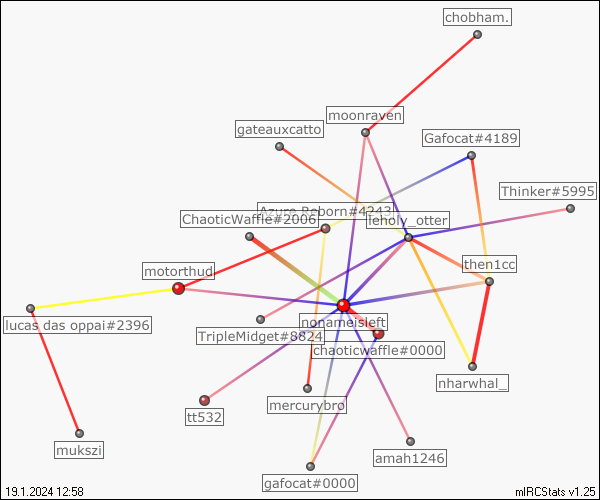 chobham.
moonraven
gateauxcatto
Gafocat#4189
Thinker#5995
Azure Reborn#4243
ChaoticWaffle#2006
leholy_otter
then1cc
motorthud
lucas das oppai#2396
nonameisleft
TripleMidget#8824
chaoticwaffle#0000
nharwhal_
mercurybro
tt532
mukszi
amah1246
gafocat#0000
19.1.2024 12:58
mIRCStats v1.25